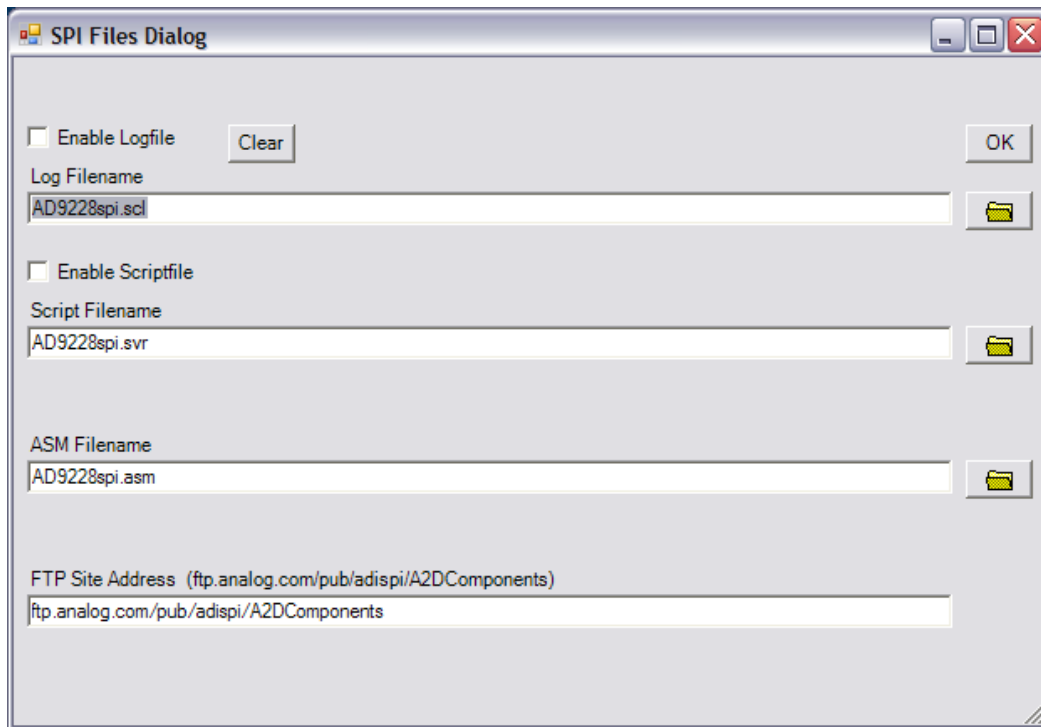 SPI Files Dialog
Enable Logfile
Clear
OK
Log Filename
AD9228spi.scl
Enable Scriptfile
Script Filename
AD9228spi.svr
ASM Filename
AD9228spi.asm
FTP Site Address (ftp.analog.com/pub/adispi/A2DComponents)
ftp.analog.com/pub/adispi/A2DComponents